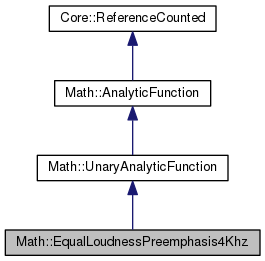 Core::ReferenceCounted
Math::AnalyticFunction
Math::UnaryAnalyticFunction
Math::EqualLoudnessPreemphasis4Khz